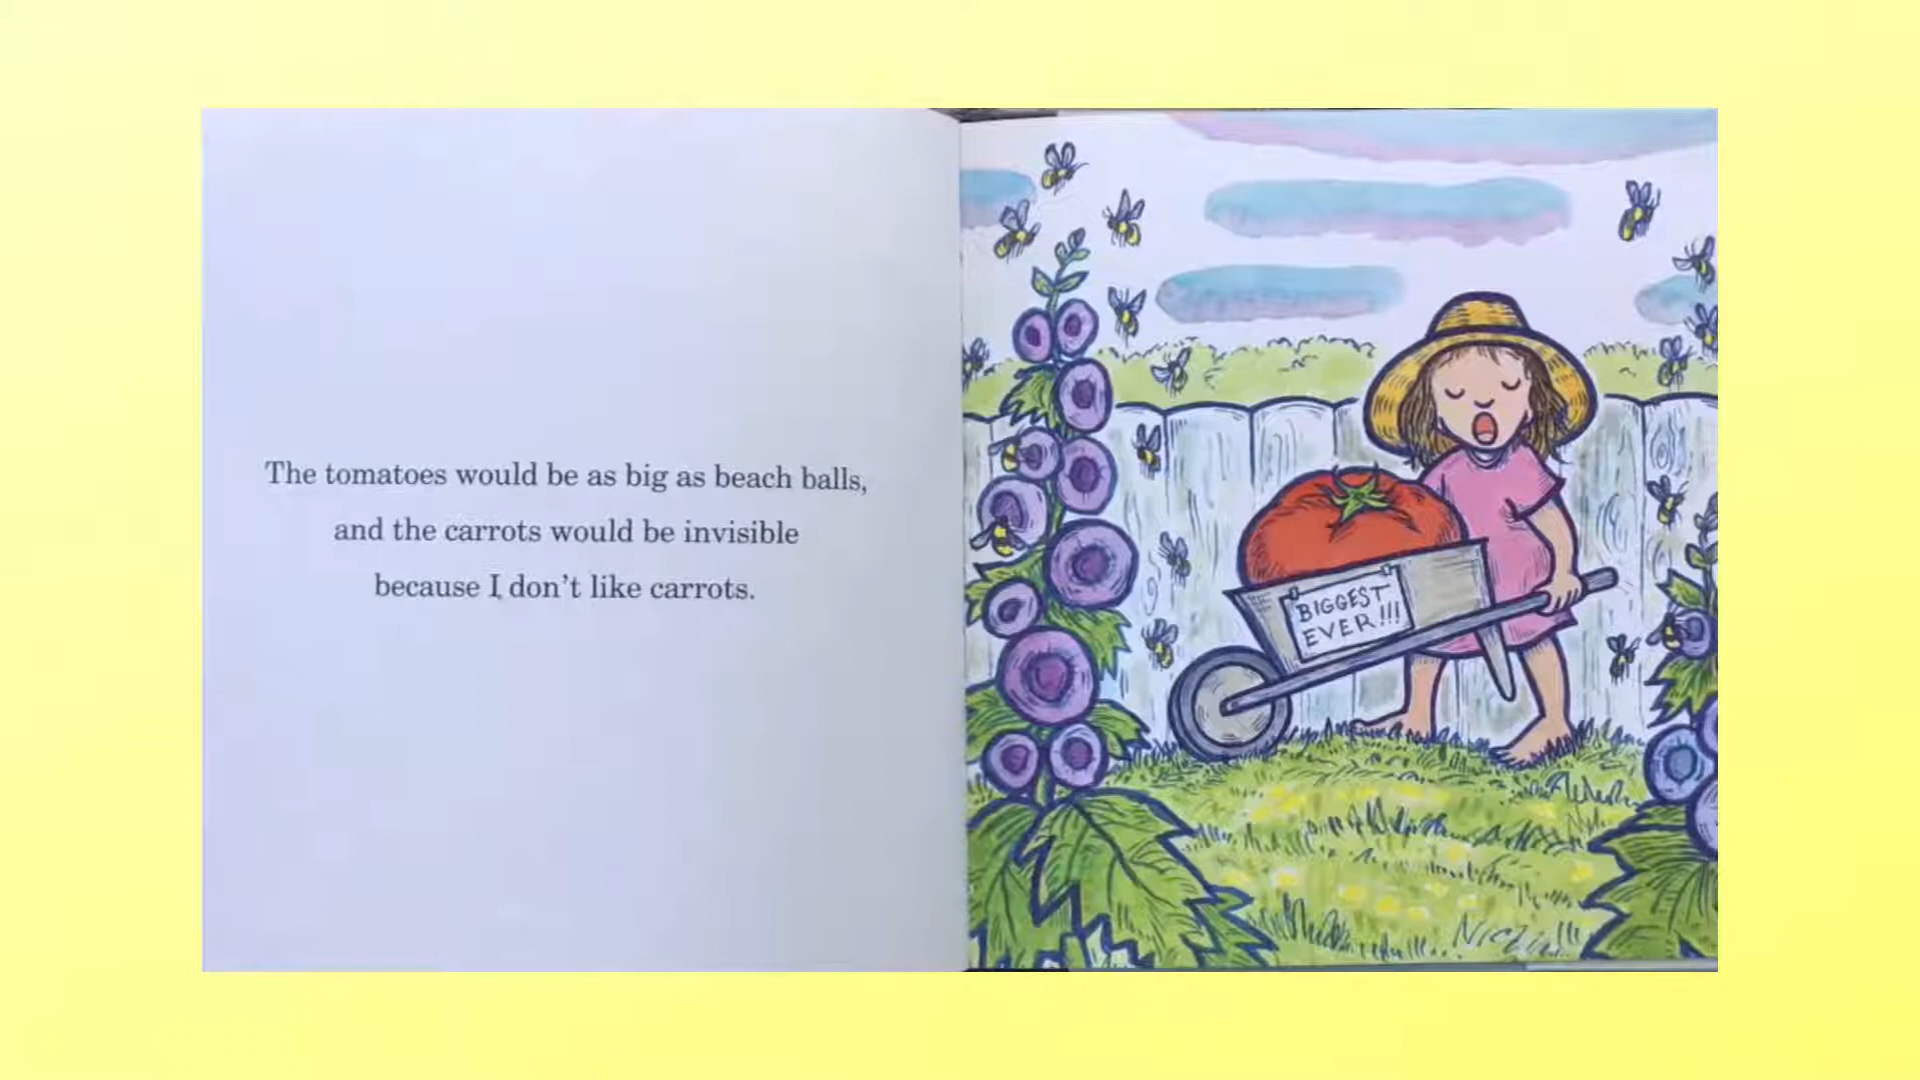 The tomatoes would be as big as beach balls,
and the carrots would be invisible
because I don't like carrots.
BIGGEST
EVER!!!